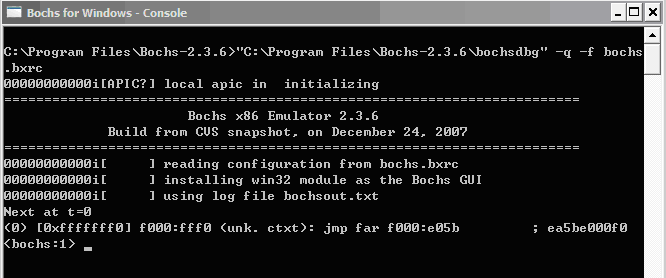 Bochs for Windows - Console
C:\Program Files\Bochs-2.3.6>"C:\Program Files\Bochs-2.3.6\bochsdbg" -q -f bochs
.bxrc
00000000000i[APIC?] local apic in  initializing
========================================================================
Bochs x86 Emulator 2.3.6
Build from CVS snapshot, on December 24, 2007
========================================================================
00000000000i[     ] reading configuration from bochs.bxrc
00000000000i[     ] installing win32 module as the Bochs GUI
00000000000i[     ] using log file bochsout.txt
Next at t=0
(0) [0xfffffff0] f000:fff0 (unk. ctxt): jmp far f000:e05b         ; ea5be000f0
<bochs:1> _